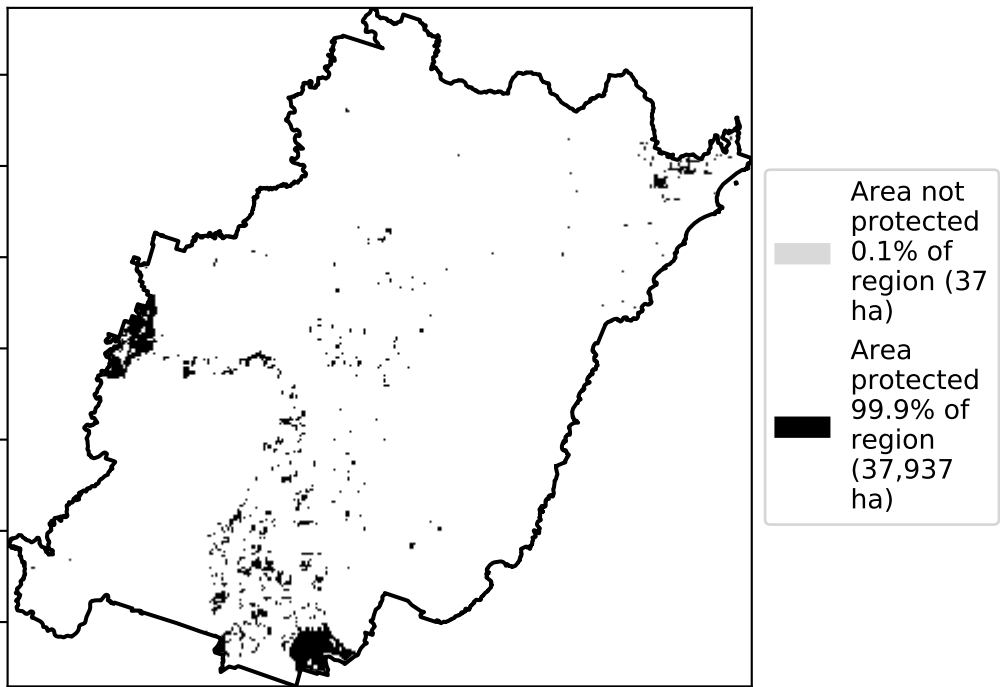 Area not
protected
0.1% of
region (37
ha)
Area
protected
99.9% of
region
(37,937
ha)